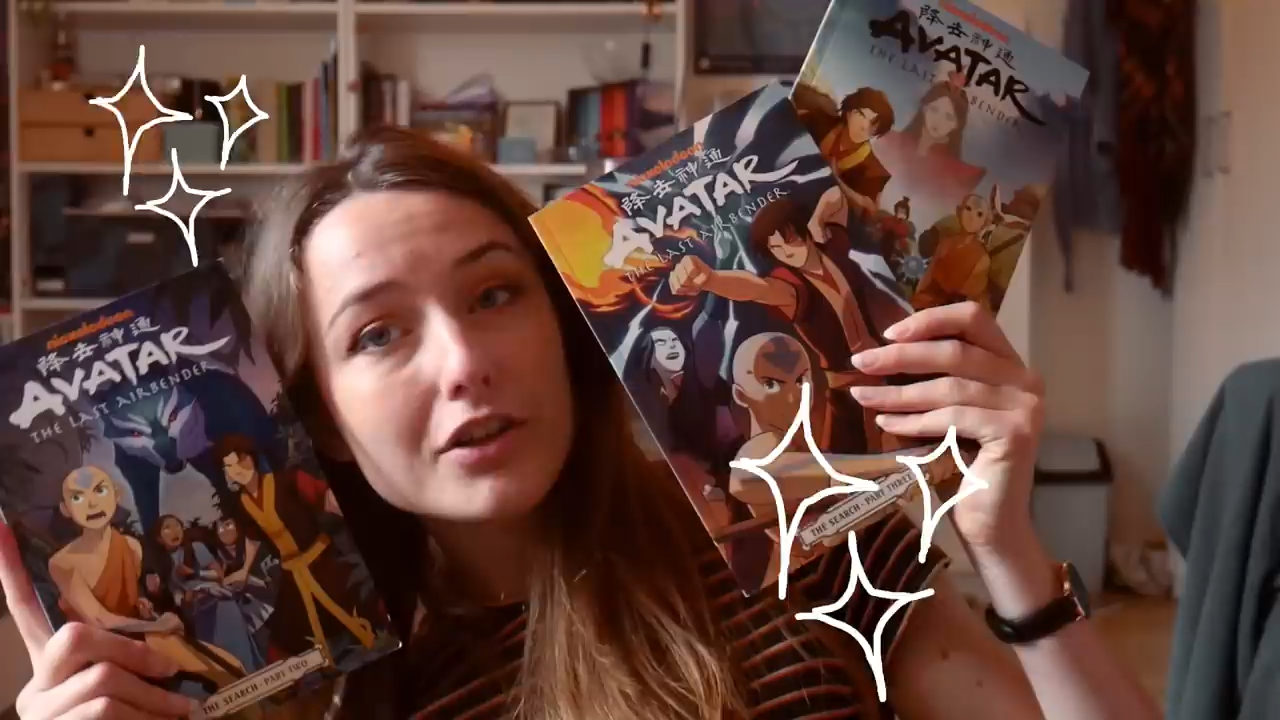 nickelodeon
降去神通
AVATAR
THE LAST AIRBENDER
THE SEARCH · PART TWO
nickelodeon
降去神通
AVATAR
THE LAST AIRBENDER
THE SEARCH · PART THREE
nickelodeon
降去神通
AVATAR
THE LAST AIRBENDER